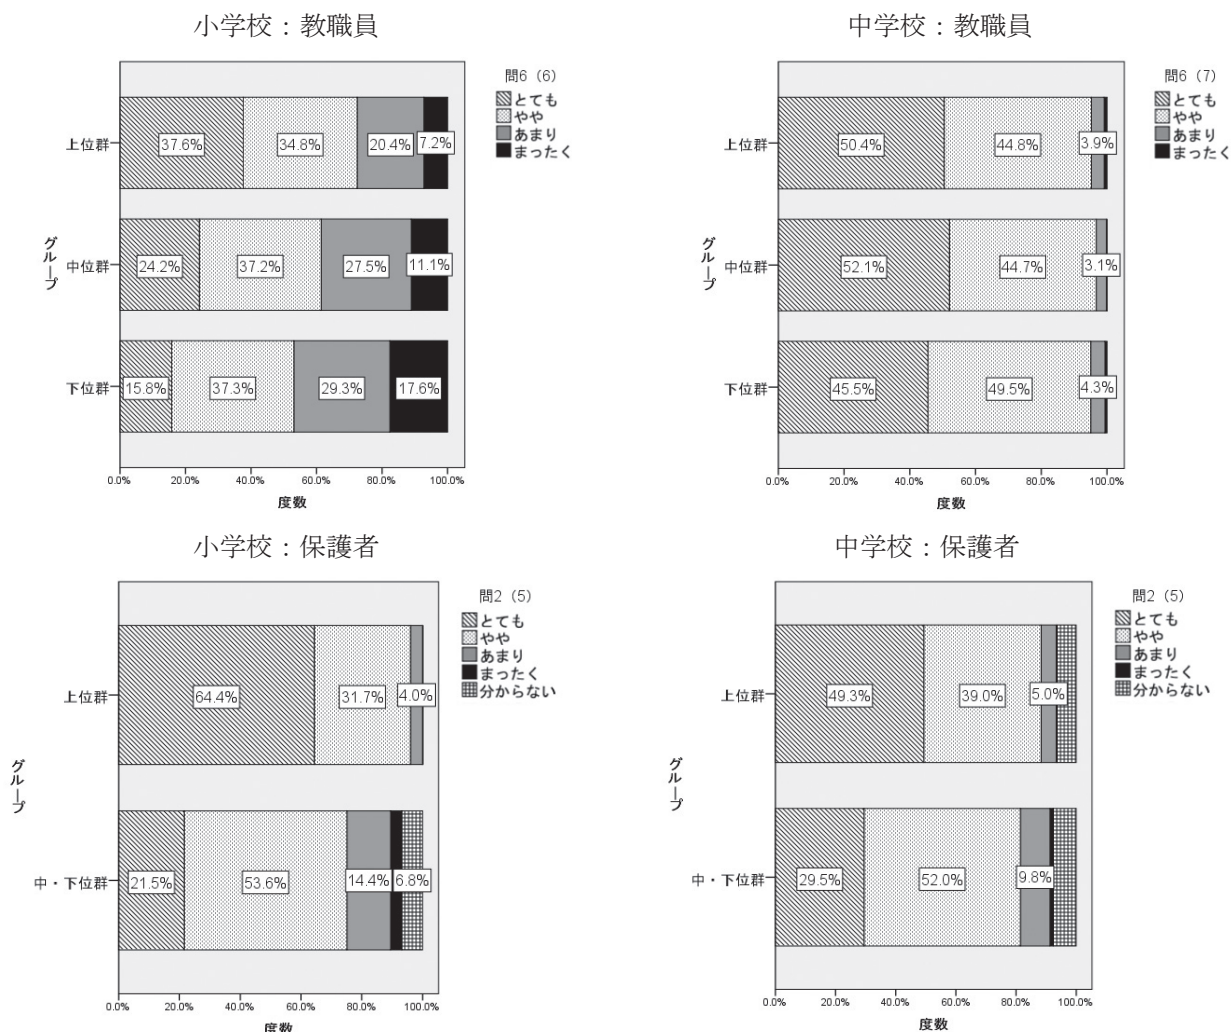 小学校：教職員
問6（6）
とても
やや
あまり
まったく
上位群
37.6%
34.8%
20.4%
7.2%
グループ
中位群
24.2%
37.2%
27.5%
11.1%
下位群
15.8%
37.3%
29.3%
17.6%
0.0%
20.0%
40.0%
60.0%
80.0%
100.0%
度数
中学校：教職員
問6（7）
とても
やや
あまり
まったく
上位群
50.4%
44.8%
3.9%
グループ
中位群
52.1%
44.7%
3.1%
下位群
45.5%
49.5%
4.3%
0.0%
20.0%
40.0%
60.0%
80.0%
100.0%
度数
小学校：保護者
問2（5）
とても
やや
あまり
まったく
分からない
上位群
64.4%
31.7%
4.0%
グループ
中・下位群
21.5%
53.6%
14.4%
6.8%
0.0%
20.0%
40.0%
60.0%
80.0%
100.0%
度数
中学校：保護者
問2（5）
とても
やや
あまり
まったく
分からない
上位群
49.3%
39.0%
5.0%
グループ
中・下位群
29.5%
52.0%
9.8%
0.0%
20.0%
40.0%
60.0%
80.0%
100.0%
度数